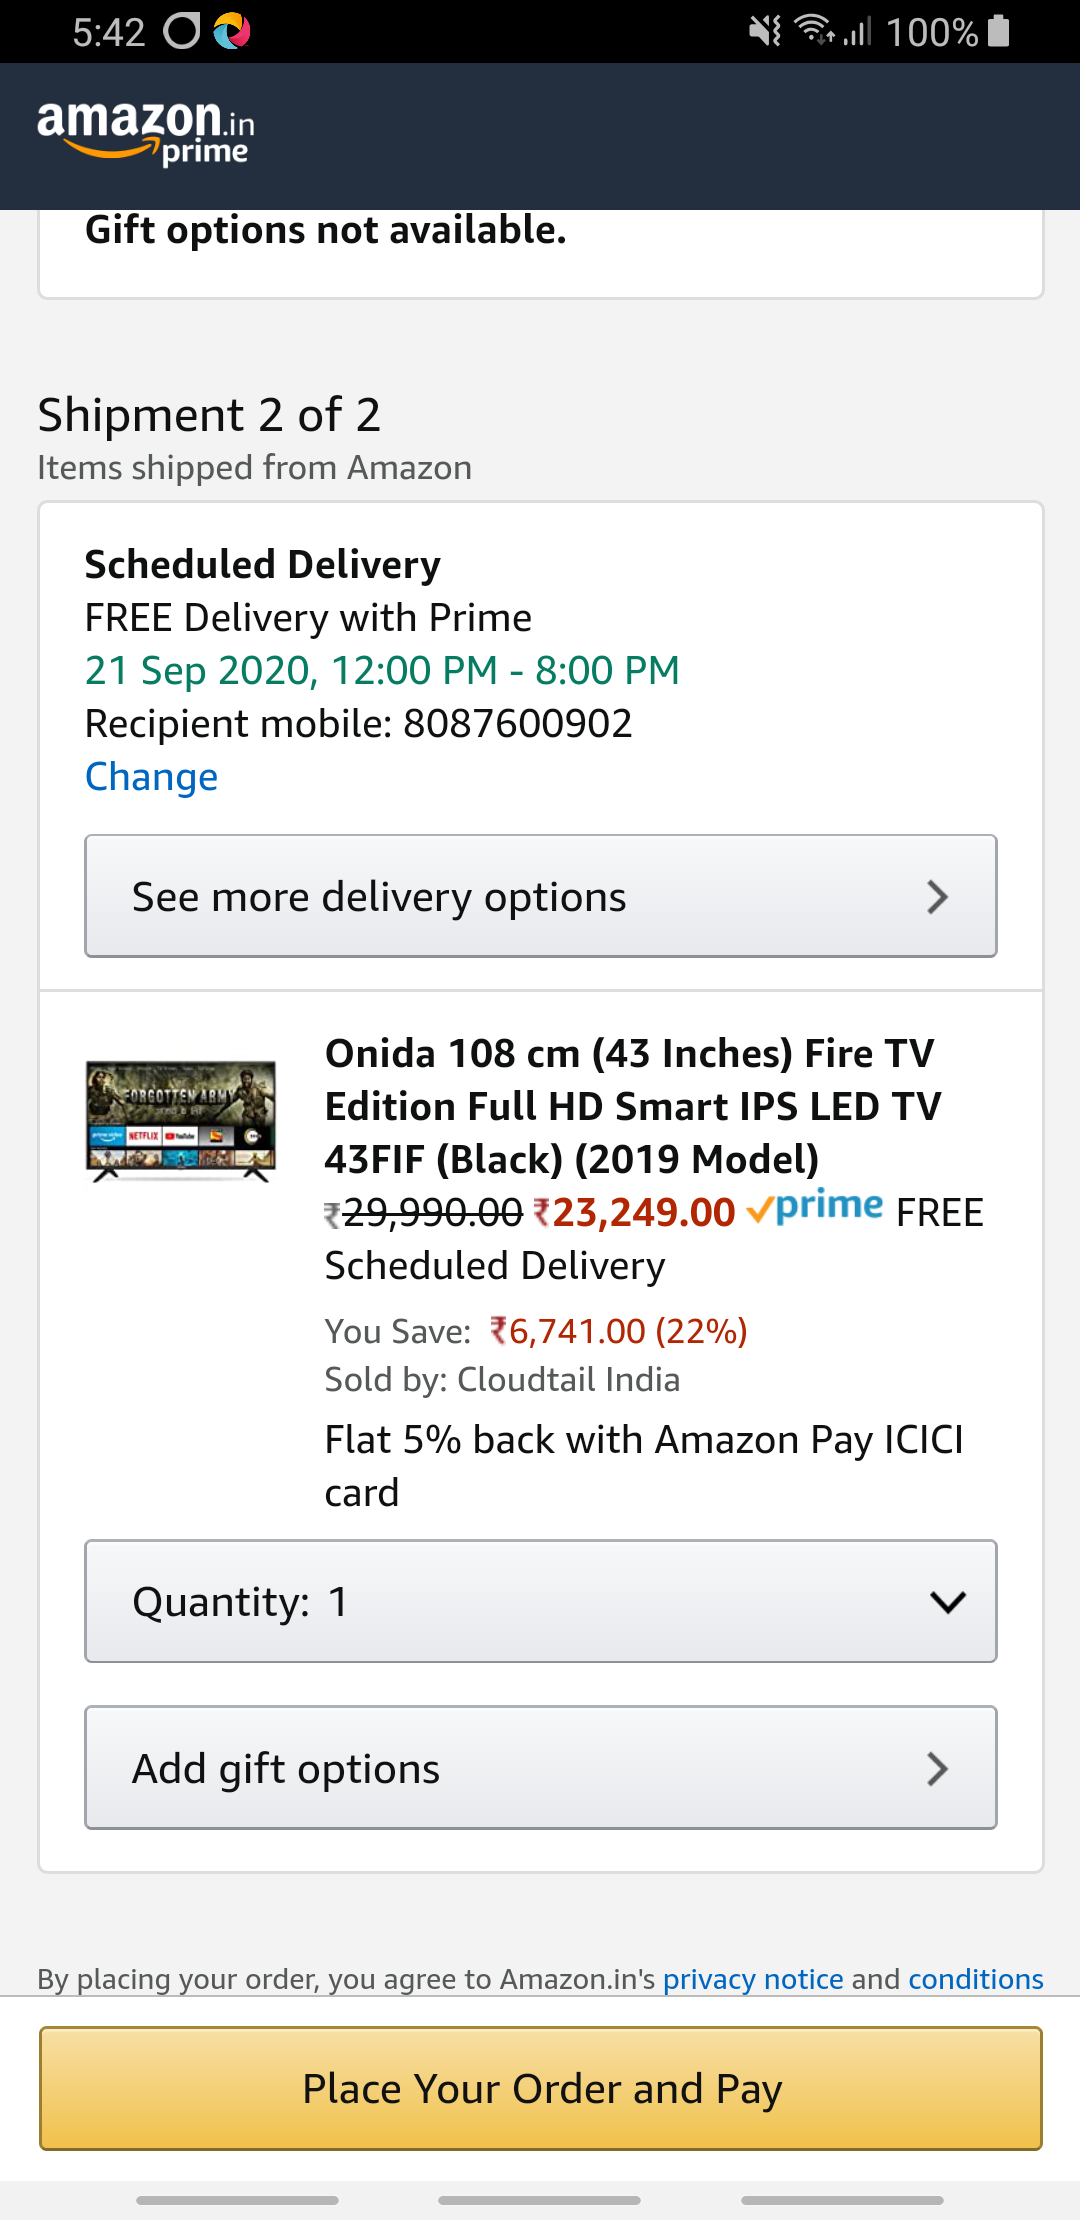 5:42
100%
amazon.in
prime
Gift options not available.
Shipment 2 of 2
Items shipped from Amazon
Scheduled Delivery
FREE Delivery with Prime
21 Sep 2020, 12:00 PM - 8:00 PM
Recipient mobile: 8087600902
Change
See more delivery options
FORGOTTEN ARMY
NETFLIX YouTube
Onida 108 cm (43 Inches) Fire TV
Edition Full HD Smart IPS LED TV
43FIF (Black) (2019 Model)
₹29,990.00 ₹23,249.00 prime FREE
Scheduled Delivery
You Save: ₹6,741.00 (22%)
Sold by: Cloudtail India
Flat 5% back with Amazon Pay ICICI
card
Quantity: 1
Add gift options
By placing your order, you agree to Amazon.in's privacy notice and conditions
Place Your Order and Pay